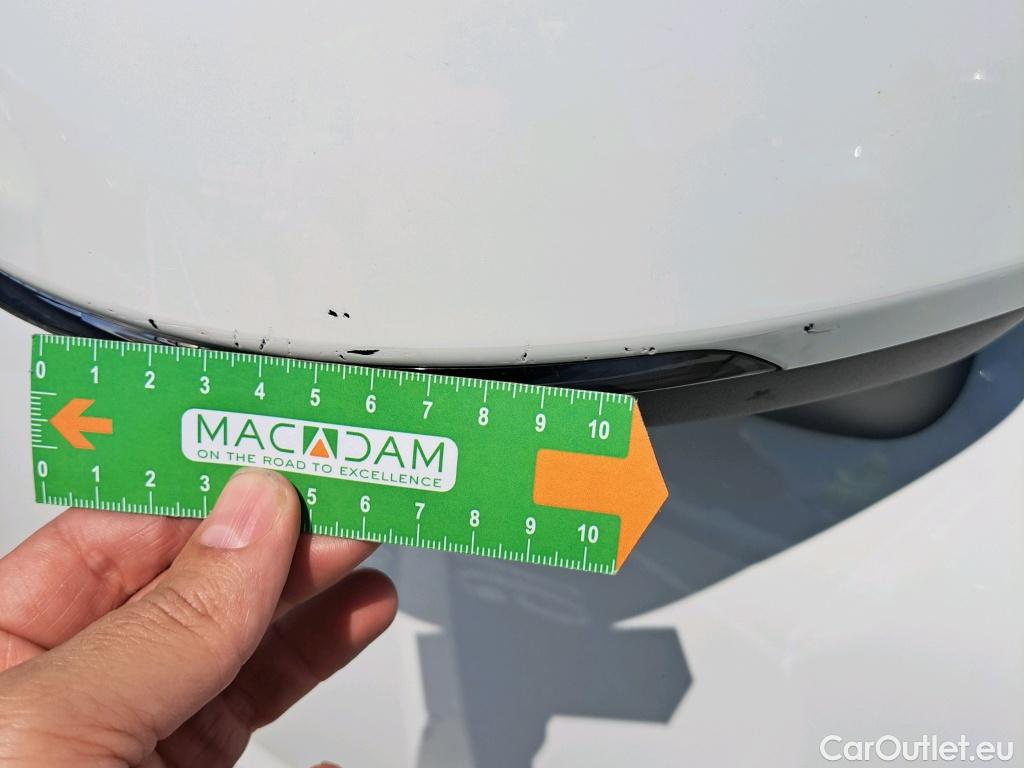 0 1 2 3 4 5 6 7 8 9 10
MACADAM
ON THE ROAD TO EXCELLENCE
0 1 2 3 5 6 7 8 9 10
CarOutlet.eu